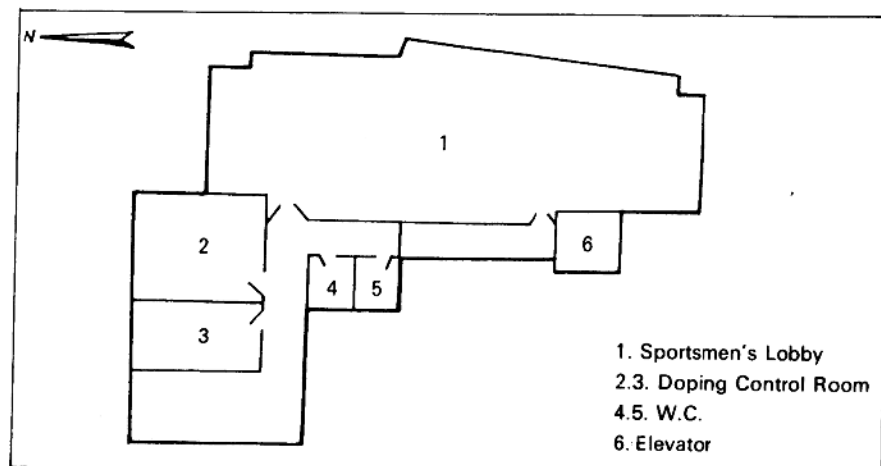 N
1
2
6
4 5
3
1. Sportsmen's Lobby
2.3. Doping Control Room
4.5. W.C.
6. Elevator